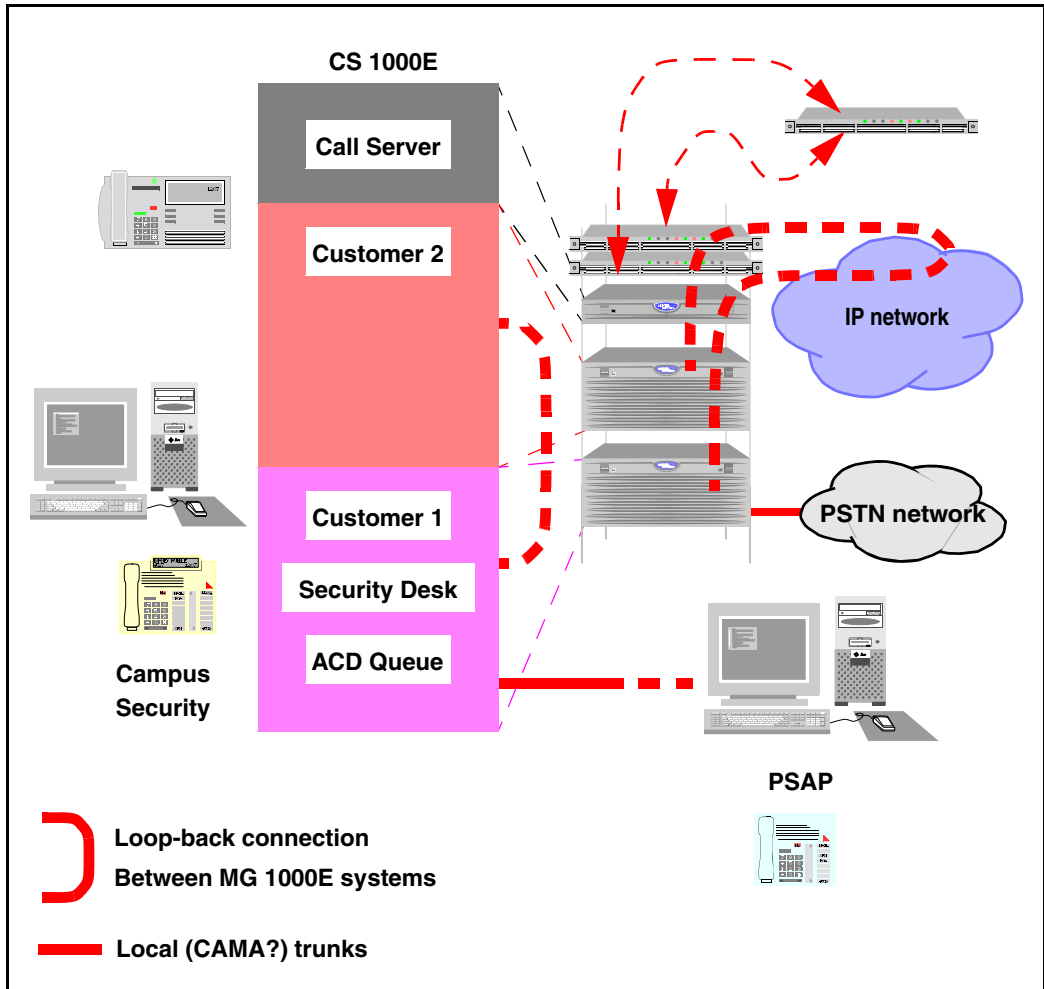 CS 1000E
Call Server
Customer 2
IP network
Customer 1
PSTN network
Security Desk
ACD Queue
Campus
Security
PSAP
Loop-back connection
Between MG 1000E systems
Local (CAMA?) trunks